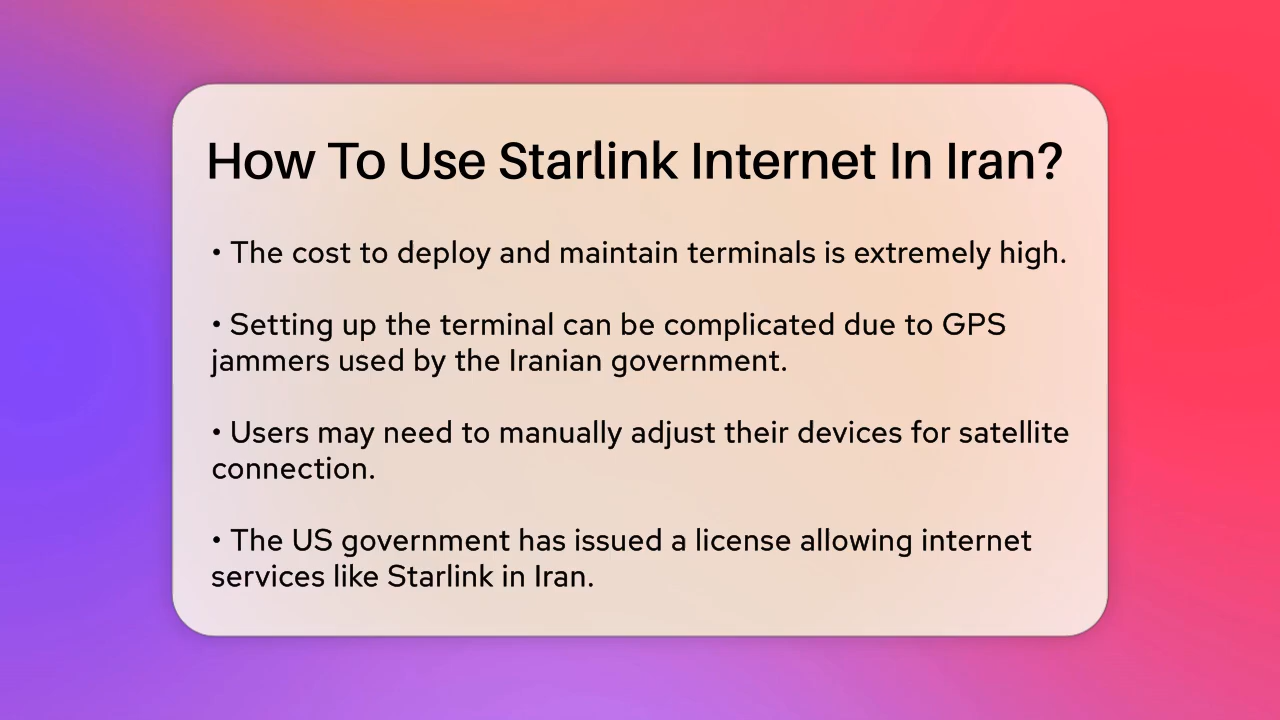 How To Use Starlink Internet In Iran?
• The cost to deploy and maintain terminals is extremely high.
• Setting up the terminal can be complicated due to GPS
jammers used by the Iranian government.
• Users may need to manually adjust their devices for satellite
connection.
• The US government has issued a license allowing internet
services like Starlink in Iran.